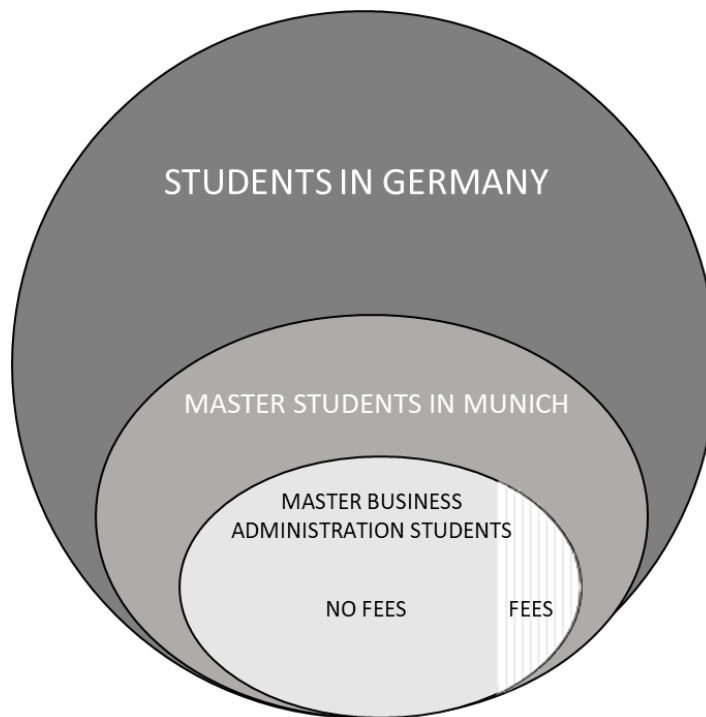 STUDENTS IN GERMANY
MASTER STUDENTS IN MUNICH
MASTER BUSINESS
ADMINISTRATION STUDENTS
NO FEES
FEES